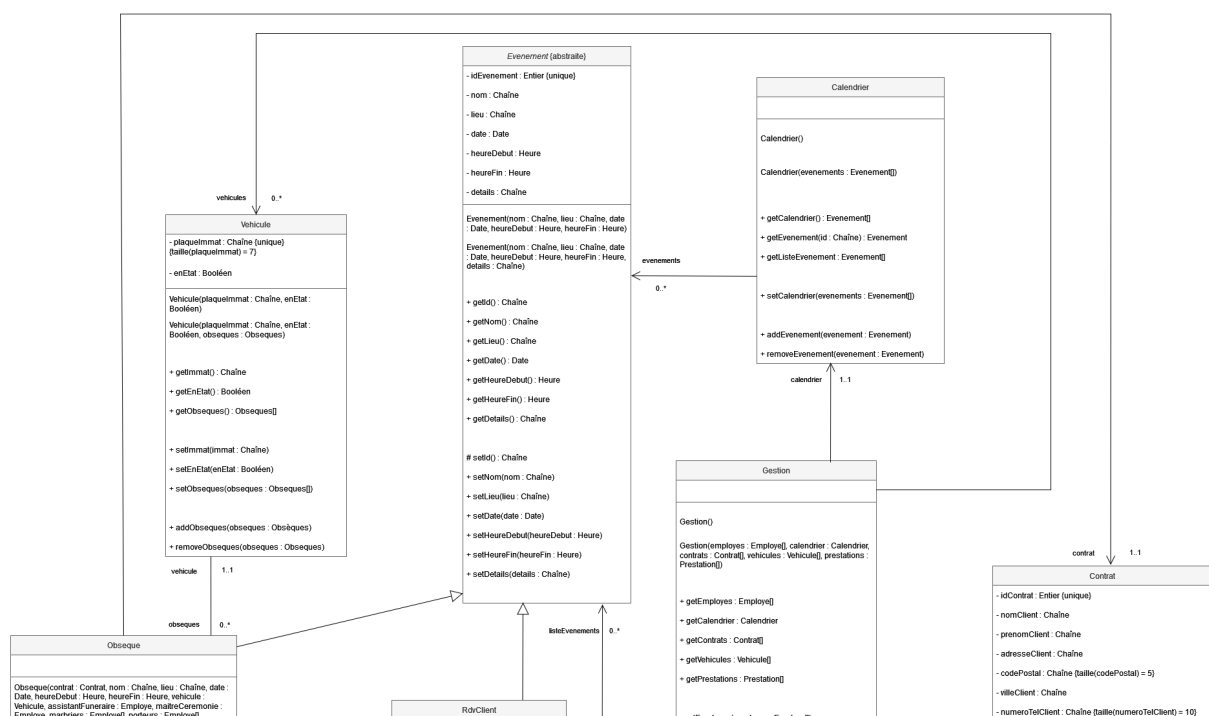 Evenement {abstraite}
- idEvenement : Entier {unique}
- nom : Chaîne
- lieu : Chaîne
- date : Date
- heureDebut : Heure
- heureFin : Heure
- details : Chaîne
Evenement(nom : Chaîne, lieu : Chaîne, date
: Date, heureDebut : Heure, heureFin : Heure)
Evenement(nom : Chaîne, lieu : Chaîne, date
: Date, heureDebut : Heure, heureFin : Heure,
details : Chaîne)
+ getId() : Chaîne
+ getNom() : Chaîne
+ getLieu() : Chaîne
+ getDate() : Date
+ getHeureDebut() : Heure
+ getHeureFin() : Heure
+ getDetails() : Chaîne
# setId() : Chaîne
+ setNom(nom : Chaîne)
+ setLieu(lieu : Chaîne)
+ setDate(date : Date)
+ setHeureDebut(heureDebut : Heure)
+ setHeureFin(heureFin : Heure)
+ setDetails(details : Chaîne)
Calendrier
Calendrier()
Calendrier(evenements : Evenement[])
+ getCalendrier() : Evenement[]
+ getEvenement(id : Chaîne) : Evenement
+ getListeEvenement : Evenement[]
+ setCalendrier(evenements : Evenement[])
+ addEvenement(evenement : Evenement)
+ removeEvenement(evenement : Evenement)
evenements
0..*
calendrier 1..1
vehicules 0..*
Vehicule
- plaqueImmat : Chaîne {unique}
{taille(plaqueImmat) = 7}
- enEtat : Booléen
Vehicule(plaqueImmat : Chaîne, enEtat :
Booléen)
Vehicule(plaqueImmat : Chaîne, enEtat :
Booléen, obseques : Obseques)
+ getImmat() : Chaîne
+ getEnEtat() : Booléen
+ getObseques() : Obseques[]
+ setImmat(immat : Chaîne)
+ setEnEtat(enEtat : Booléen)
+ setObseques(obseques : Obseques[])
+ addObseques(obseques : Obsèques)
+ removeObseques(obseques : Obseques)
vehicule 1..1
obseques 0..*
Gestion
Gestion()
Gestion(employes : Employe[], calendrier : Calendrier,
contrats : Contrat[], vehicules : Vehicule[], prestations :
Prestation[])
+ getEmployes : Employe[]
+ getCalendrier : Calendrier
+ getContrats : Contrat[]
+ getVehicules : Vehicule[]
+ getPrestations : Prestation[]
contrat 1..1
Contrat
- idContrat : Entier {unique}
- nomClient : Chaîne
- prenomClient : Chaîne
- adresseClient : Chaîne
- codePostal : Chaîne {taille(codePostal) = 5}
- villeClient : Chaîne
- numeroTelClient : Chaîne {taille(numeroTelClient) = 10}
listeEvenements 0..*
Obseque
Obseque(contrat : Contrat, nom : Chaîne, lieu : Chaîne, date :
Date, heureDebut : Heure, heureFin : Heure, vehicule :
Vehicule, assistantFuneraire : Employe, maitreCeremonie :
Employe, marbriers : Employe[], porteurs : Employe[],
RdvClient